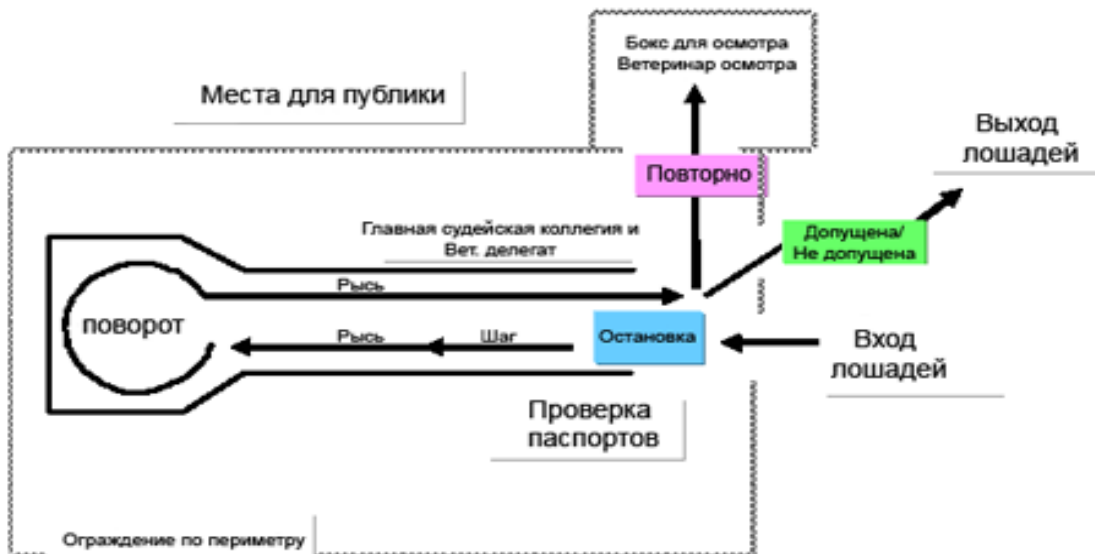 Бокс для осмотра
Ветеринар осмотра
Места для публики
Выход
лошадей
Повторно
Главная судейская коллегия и
Вет. делегат
Допущена/
Не допущена
Рысь
поворот
Рысь
Шаг
Остановка
Вход
лошадей
Проверка
паспортов
Ограждение по периметру